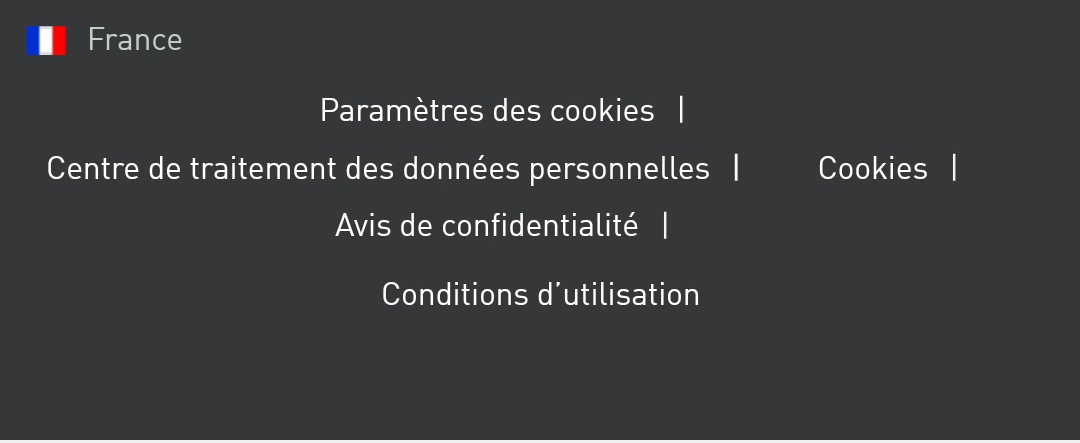 France
Paramètres des cookies |
Centre de traitement des données personnelles | Cookies |
Avis de confidentialité |
Conditions d’utilisation